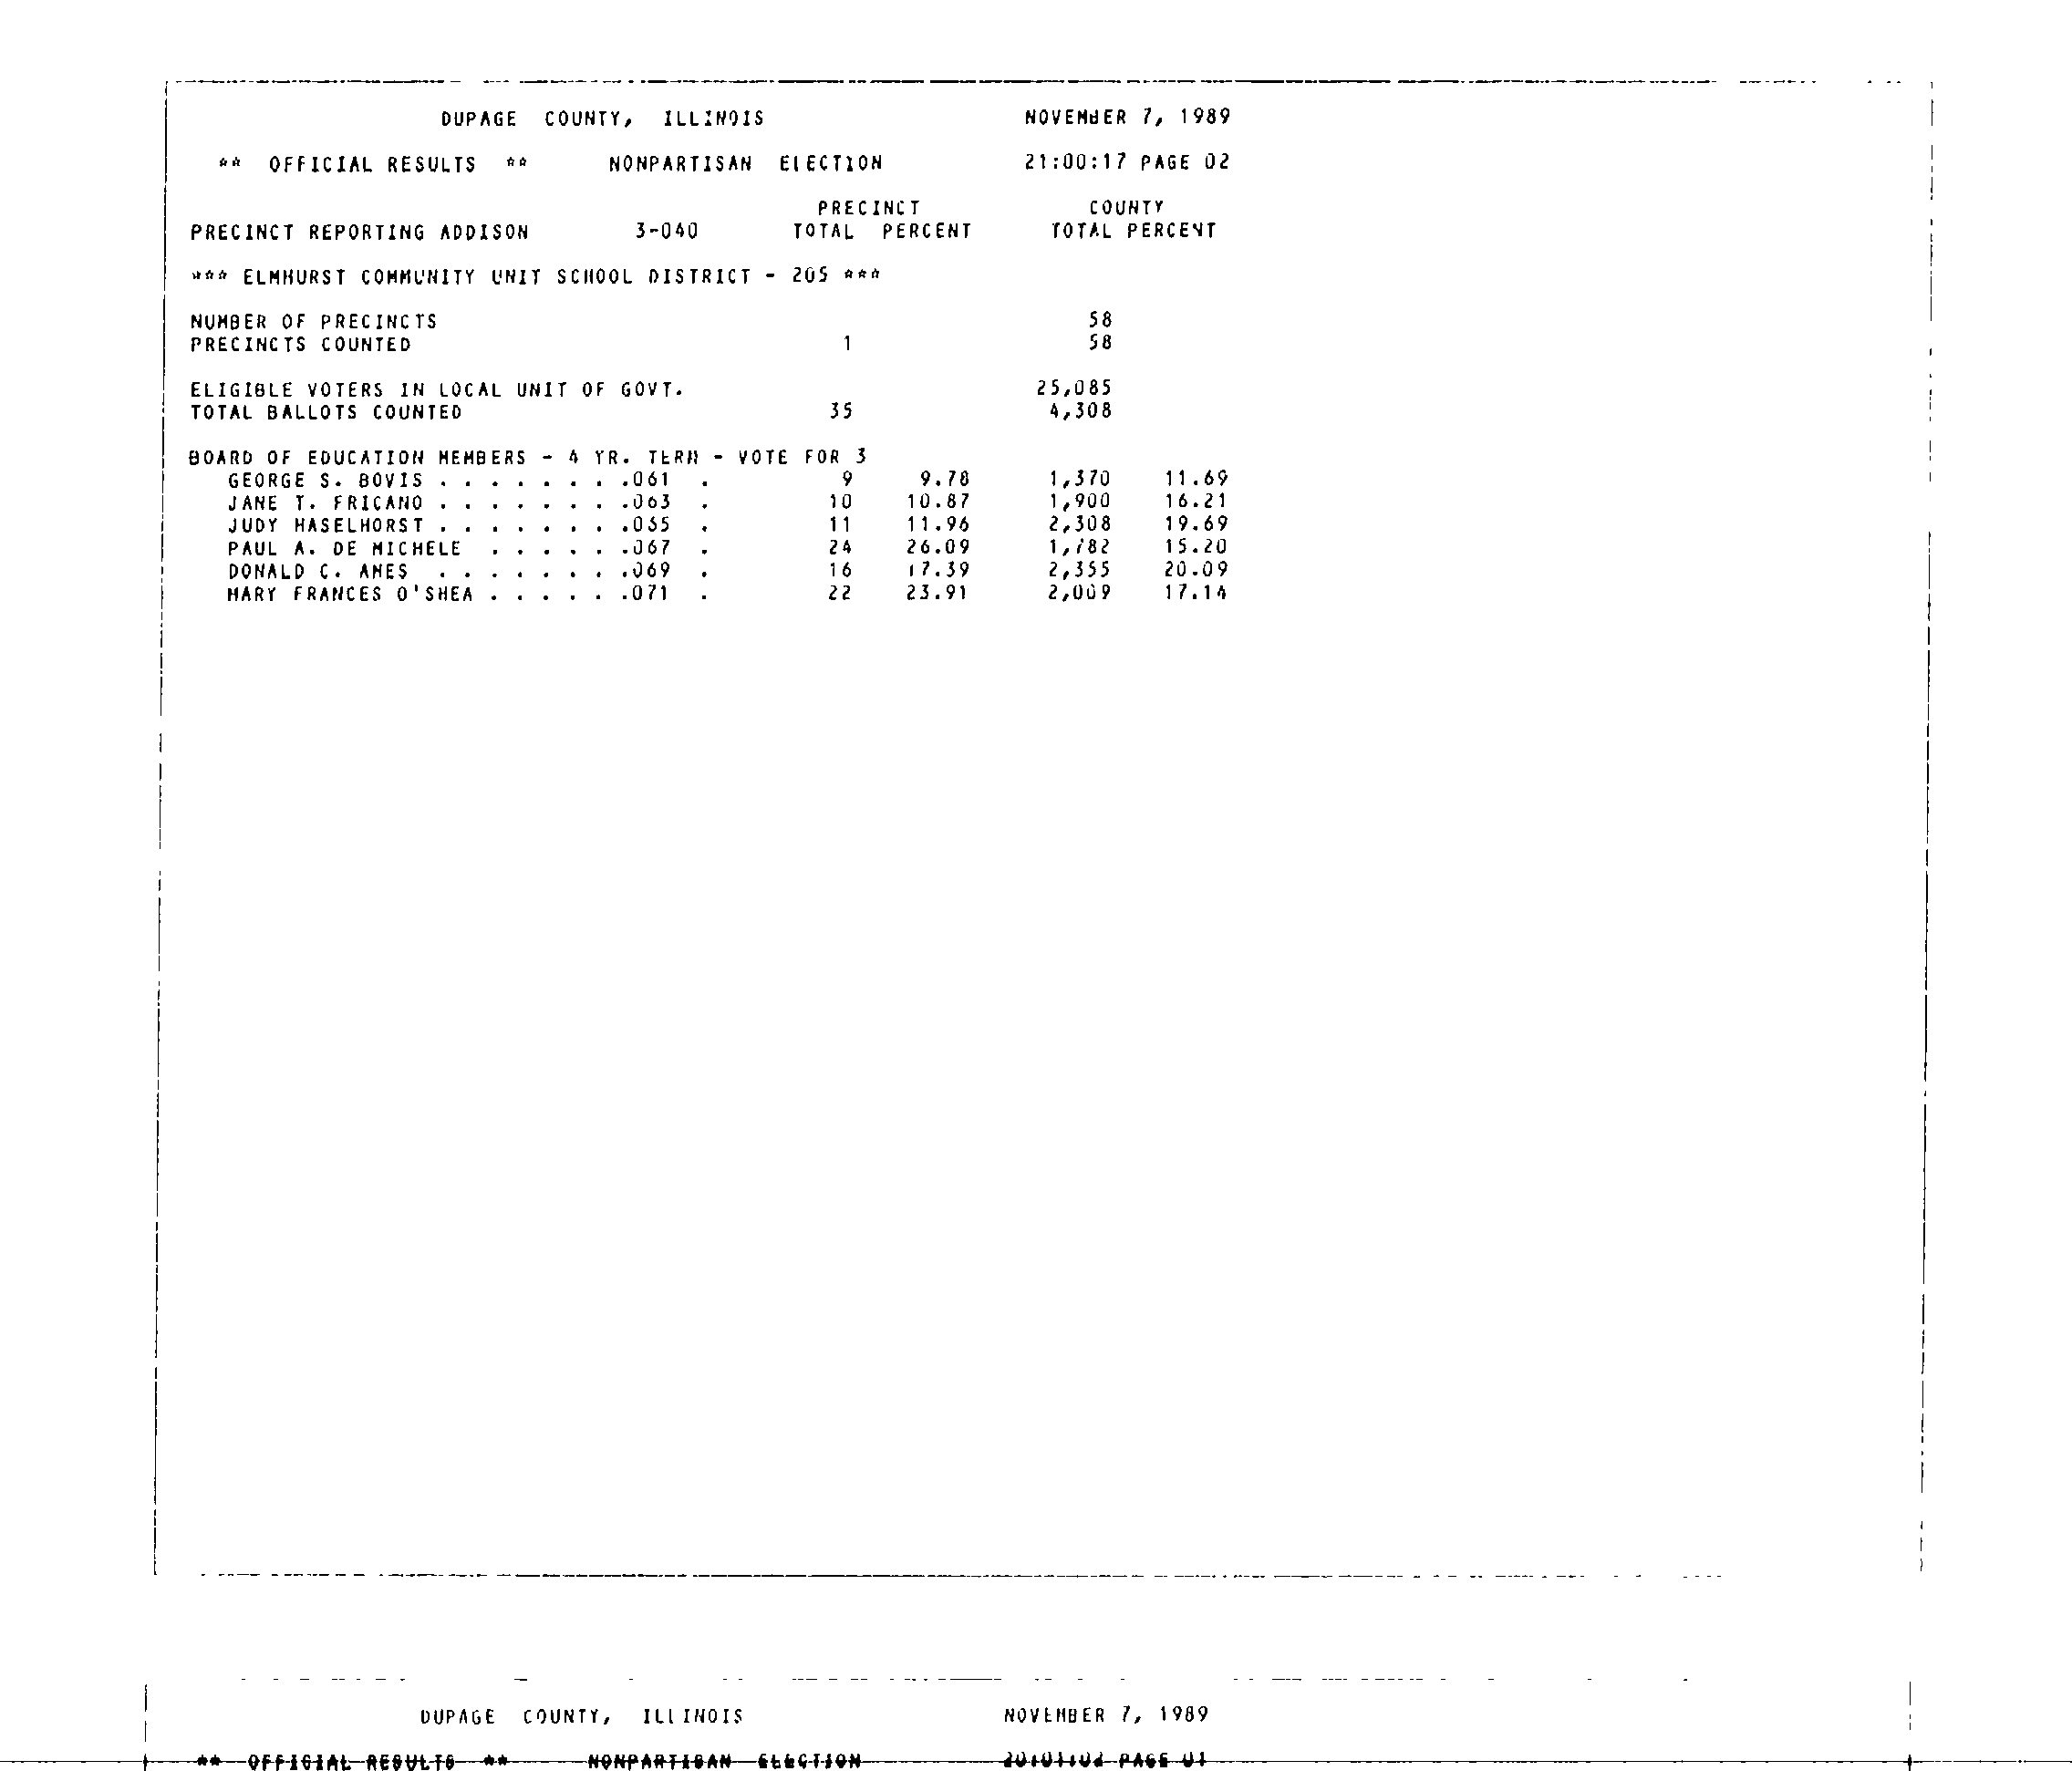 DUPAGE COUNTY, ILLINOIS NOVEMBER 7, 1989
** OFFICIAL RESULTS ** NONPARTISAN ELECTION 21:00:17 PAGE 02
PRECINCT COUNTY
PRECINCT REPORTING ADDISON 3-040 TOTAL PERCENT TOTAL PERCENT
*** ELMHURST COMMUNITY UNIT SCHOOL DISTRICT - 205 ***
NUMBER OF PRECINCTS 58
PRECINCTS COUNTED 1 58
ELIGIBLE VOTERS IN LOCAL UNIT OF GOVT. 25,085
TOTAL BALLOTS COUNTED 35 4,308
BOARD OF EDUCATION MEMBERS - 4 YR. TERM - VOTE FOR 3
GEORGE S. BOVIS . . . . . . . .061 . 9 9.78 1,370 11.69
JANE T. FRICANO . . . . . . . .063 . 10 10.87 1,900 16.21
JUDY HASELHORST . . . . . . . .065 . 11 11.96 2,308 19.69
PAUL A. DE MICHELE . . . . . .067 . 24 26.09 1,782 15.20
DONALD C. AMES . . . . . . . .069 . 16 17.39 2,355 20.09
MARY FRANCES O'SHEA . . . . . .071 . 22 23.91 2,009 17.14
DUPAGE COUNTY, ILLINOIS NOVEMBER 7, 1989
** OFFICIAL RESULTS ** NONPARTISAN ELECTION PAGE 01